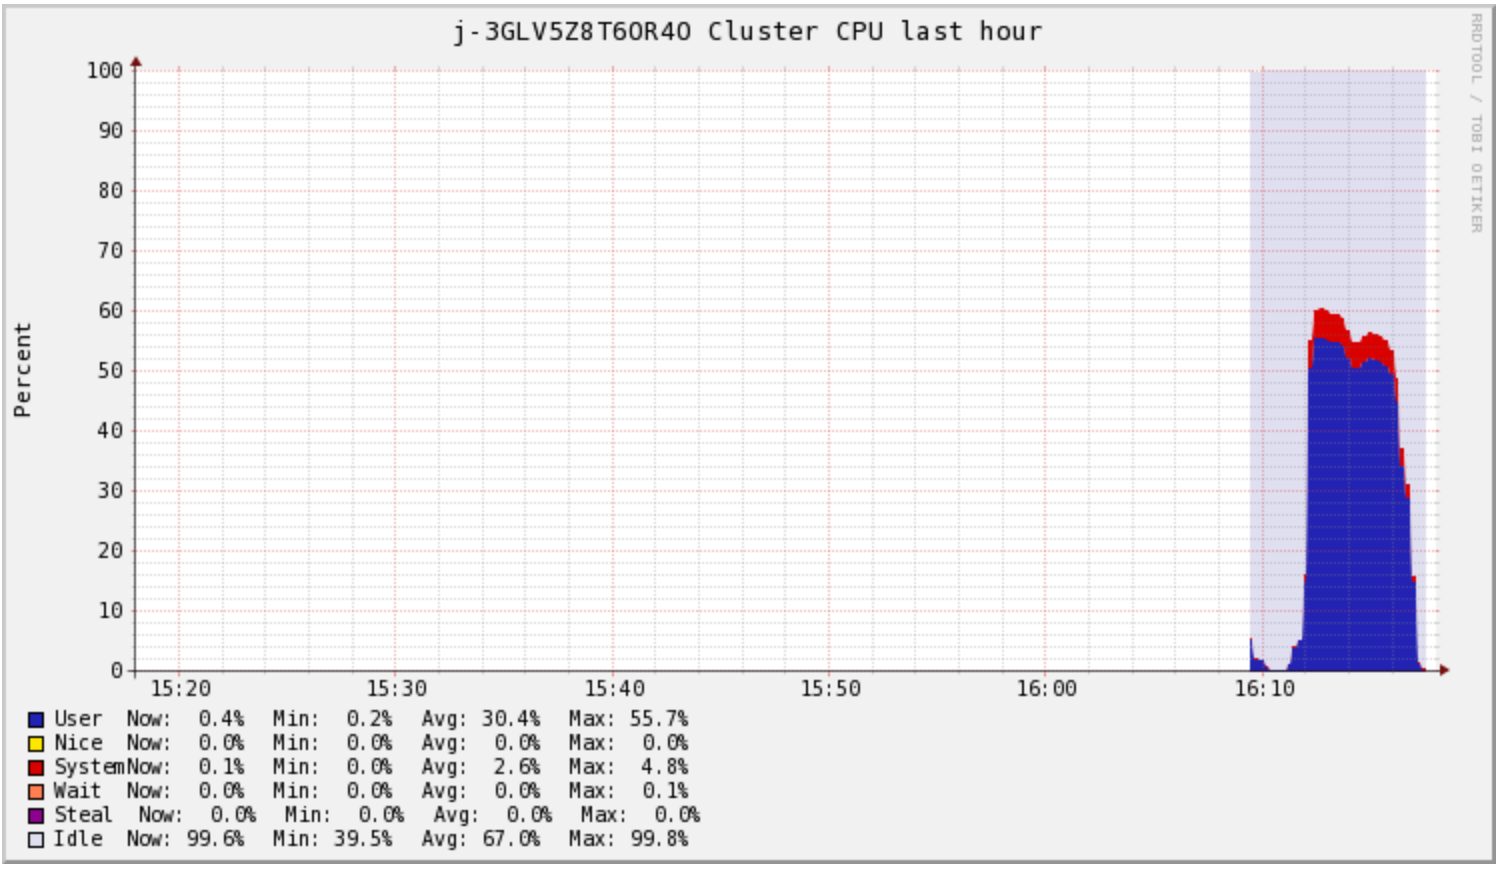 j-3GLV5Z8T6OR4O Cluster CPU last hour
RRDTOOL / TOBI OETIKER
Percent
100
90
80
70
60
50
40
30
20
10
0
15:20 15:30 15:40 15:50 16:00 16:10
User Now: 0.4% Min: 0.2% Avg: 30.4% Max: 55.7%
Nice Now: 0.0% Min: 0.0% Avg: 0.0% Max: 0.0%
System Now: 0.1% Min: 0.0% Avg: 2.6% Max: 4.8%
Wait Now: 0.0% Min: 0.0% Avg: 0.0% Max: 0.1%
Steal Now: 0.0% Min: 0.0% Avg: 0.0% Max: 0.0%
Idle Now: 99.6% Min: 39.5% Avg: 67.0% Max: 99.8%